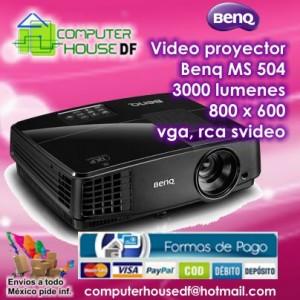 COMPUTER
HOUSE DF
BenQ
Video proyector
Benq MS 504
3000 lumenes
800 x 600
vga, rca svideo
BenQ
Formas de Pago
VISA
PayPal
COD
DÉBITO
DEPÓSITO
Envios a todo
México pide inf.
computerhousedf@hotmail.com